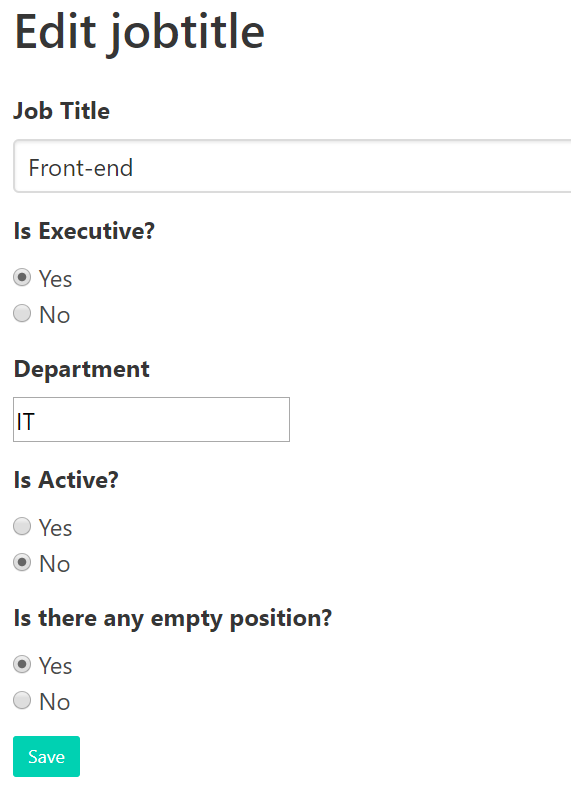 Edit jobtitle
Job Title
Front-end
Is Executive?
Yes
No
Department
IT
Is Active?
Yes
No
Is there any empty position?
Yes
No
Save